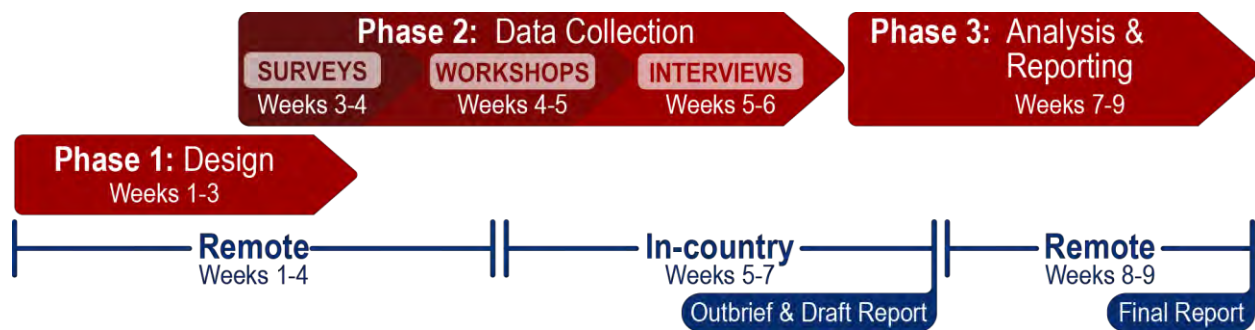 Phase 2: Data Collection
SURVEYS
Weeks 3-4
WORKSHOPS
Weeks 4-5
INTERVIEWS
Weeks 5-6
Phase 3: Analysis &
Reporting
Weeks 7-9
Phase 1: Design
Weeks 1-3
Remote
Weeks 1-4
In-country
Weeks 5-7
Outbrief & Draft Report
Remote
Weeks 8-9
Final Report